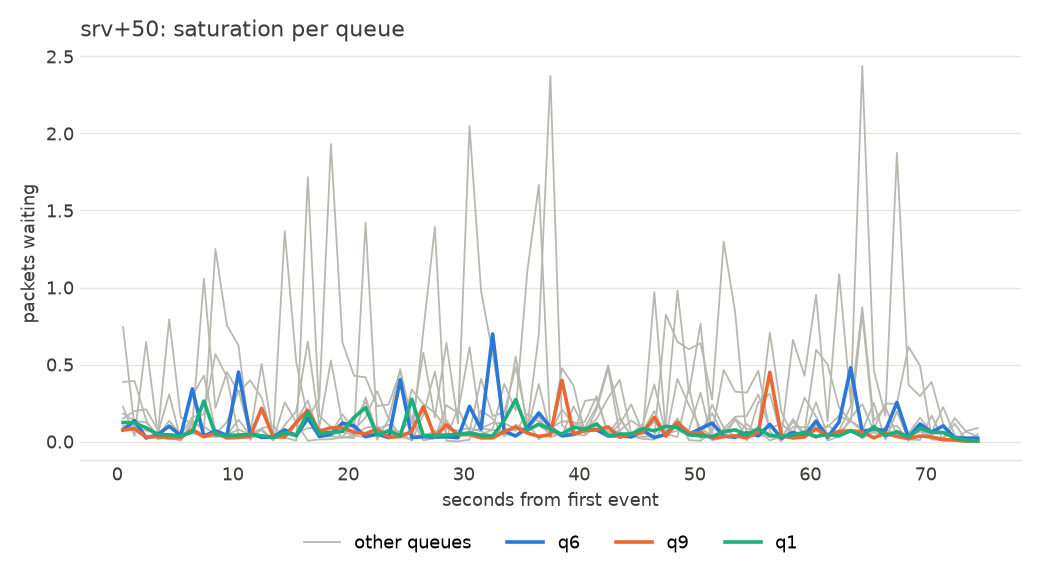 srv+50: saturation per queue
packets waiting
2.5
2.0
1.5
1.0
0.5
0.0
0 10 20 30 40 50 60 70
seconds from first event
other queues q6 q9 q1